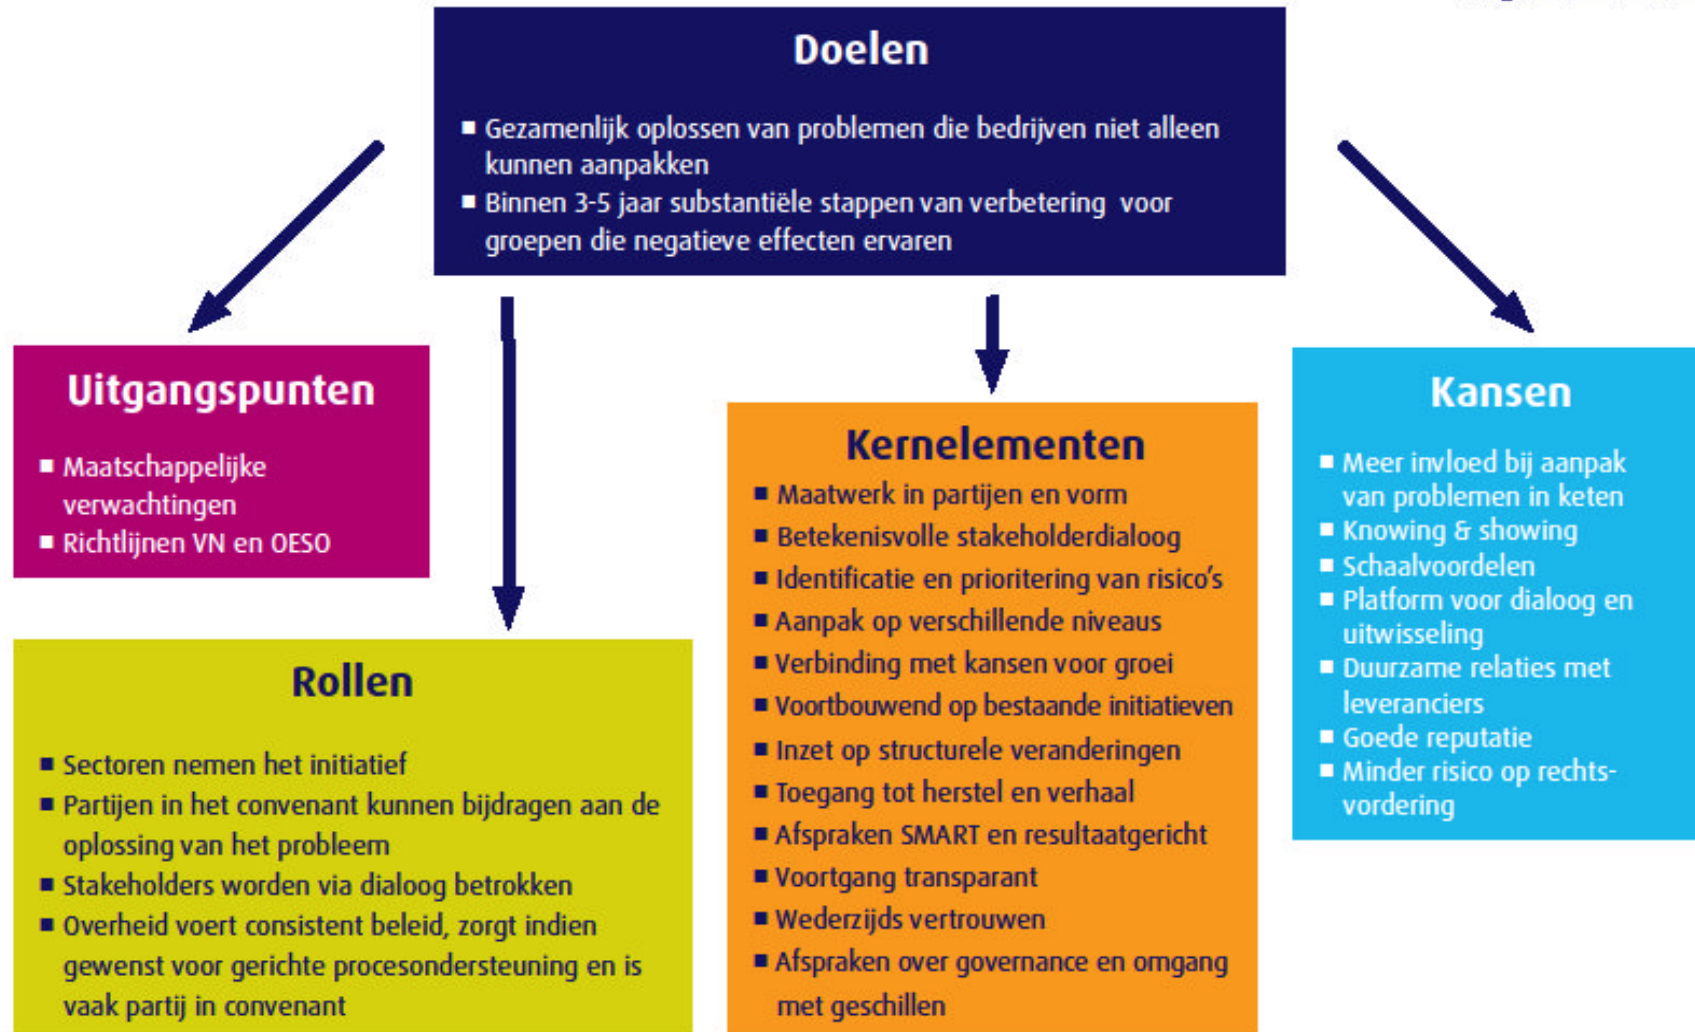 Doelen
■ Gezamenlijk oplossen van problemen die bedrijven niet alleen
kunnen aanpakken
■ Binnen 3-5 jaar substantiële stappen van verbetering voor
groepen die negatieve effecten ervaren
Uitgangspunten
■ Maatschappelijke
verwachtingen
■ Richtlijnen VN en OESO
Rollen
■ Sectoren nemen het initiatief
■ Partijen in het convenant kunnen bijdragen aan de
oplossing van het probleem
■ Stakeholders worden via dialoog betrokken
■ Overheid voert consistent beleid, zorgt indien
gewenst voor gerichte procesondersteuning en is
vaak partij in convenant
Kernelementen
■ Maatwerk in partijen en vorm
■ Betekenisvolle stakeholderdialoog
■ Identificatie en prioritering van risico's
■ Aanpak op verschillende niveaus
■ Verbinding met kansen voor groei
■ Voortbouwend op bestaande initiatieven
■ Inzet op structurele veranderingen
■ Toegang tot herstel en verhaal
■ Afspraken SMART en resultaatgericht
■ Voortgang transparant
■ Wederzijds vertrouwen
■ Afspraken over governance en omgang
met geschillen
Kansen
■ Meer invloed bij aanpak
van problemen in keten
■ Knowing & showing
■ Schaalvoordelen
■ Platform voor dialoog en
uitwisseling
■ Duurzame relaties met
leveranciers
■ Goede reputatie
■ Minder risico op rechts-
vordering